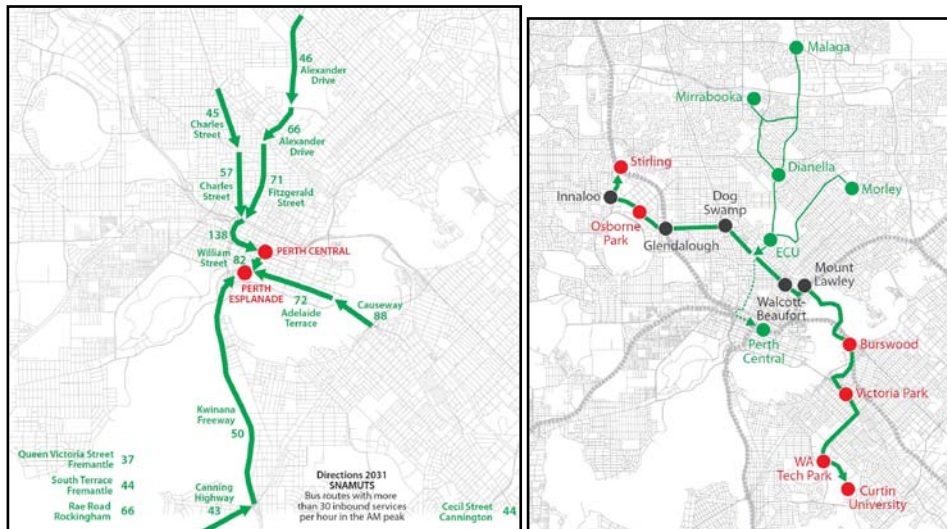 46
Alexander
Drive
45
Charles
Street
66
Alexander
Drive
57
Charles
Street
71
Fitzgerald
Street
138
William
Street
82
PERTH CENTRAL
PERTH
ESPLANADE
72
Adelaide
Terrace
Causeway
88
Kwinana
Freeway
50
Queen Victoria Street
Fremantle 37
South Terrace
Fremantle 44
Rae Road
Rockingham 66
Canning
Highway
43
Directions 2031
SNAMUTS
Bus routes with more
than 30 inbound services
per hour in the AM peak
Cecil Street
Cannington 44
Malaga
Mirrabooka
Stirling
Dianella
Morley
Innaloo
Osborne
Park
Dog
Swamp
Glendalough
ECU
Mount
Lawley
Walcott-
Beaufort
Perth
Central
Burswood
Victoria Park
WA
Tech Park
Curtin
University